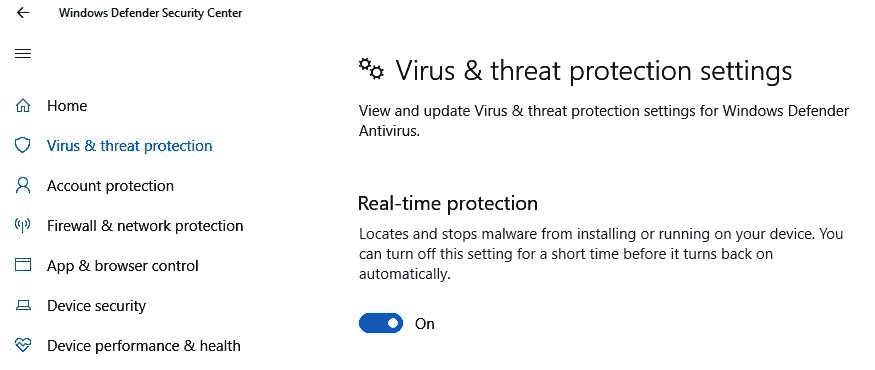 Windows Defender Security Center
Home
Virus & threat protection
Account protection
Firewall & network protection
App & browser control
Device security
Device performance & health
Virus & threat protection settings
View and update Virus & threat protection settings for Windows Defender
Antivirus.
Real-time protection
Locates and stops malware from installing or running on your device. You
can turn off this setting for a short time before it turns back on
automatically.
On